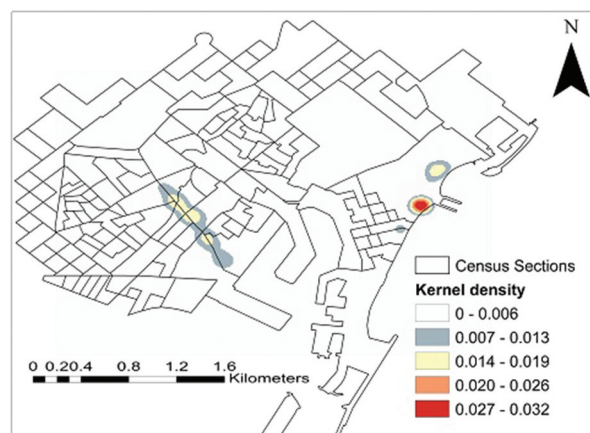 N
Census Sections
Kernel density
0 - 0.006
0.007 - 0.013
0.014 - 0.019
0.020 - 0.026
0.027 - 0.032
0 0.20.4 0.8 1.2 1.6
Kilometers